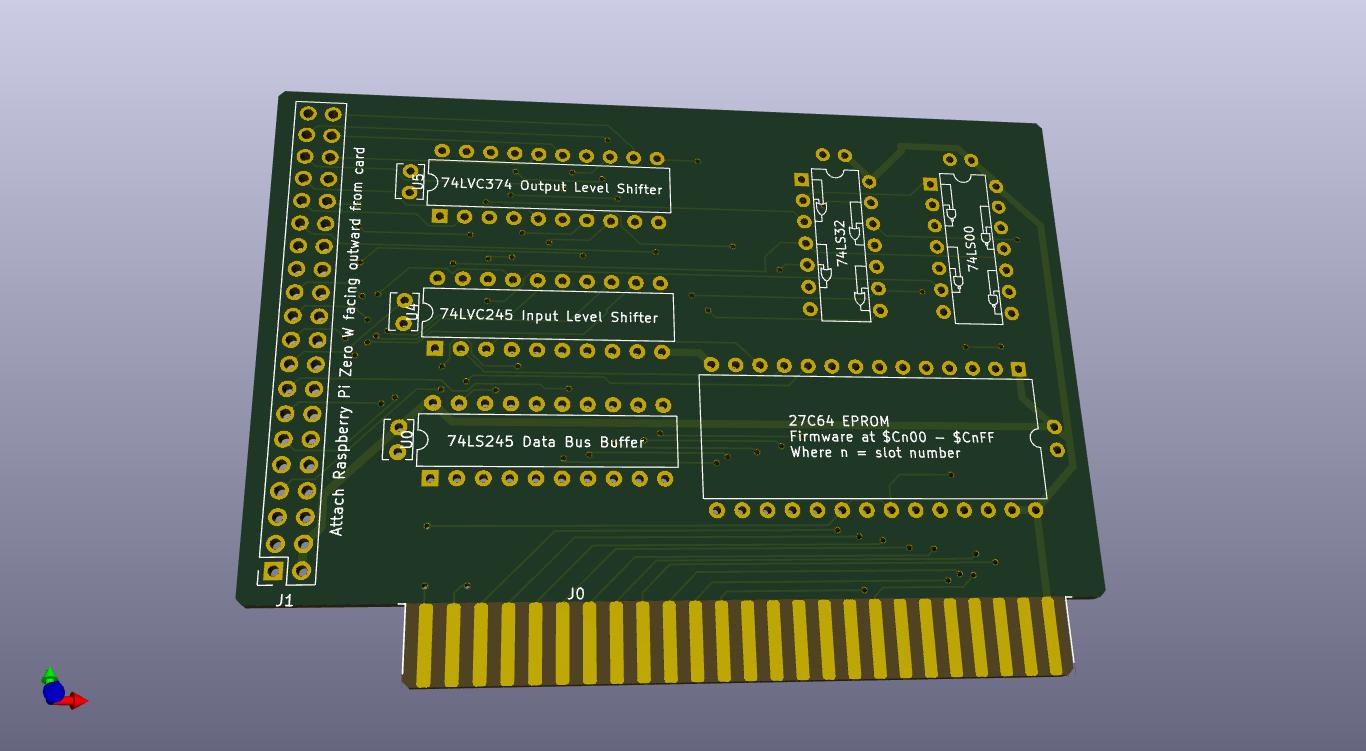 Attach Raspberry Pi Zero W facing outward from card
U5
74LVC374 Output Level Shifter
74LS32
74LS00
U4
74LVC245 Input Level Shifter
U0
74LS245 Data Bus Buffer
27C64 EPROM
Firmware at $Cn00 – $CnFF
Where n = slot number
J1
J0